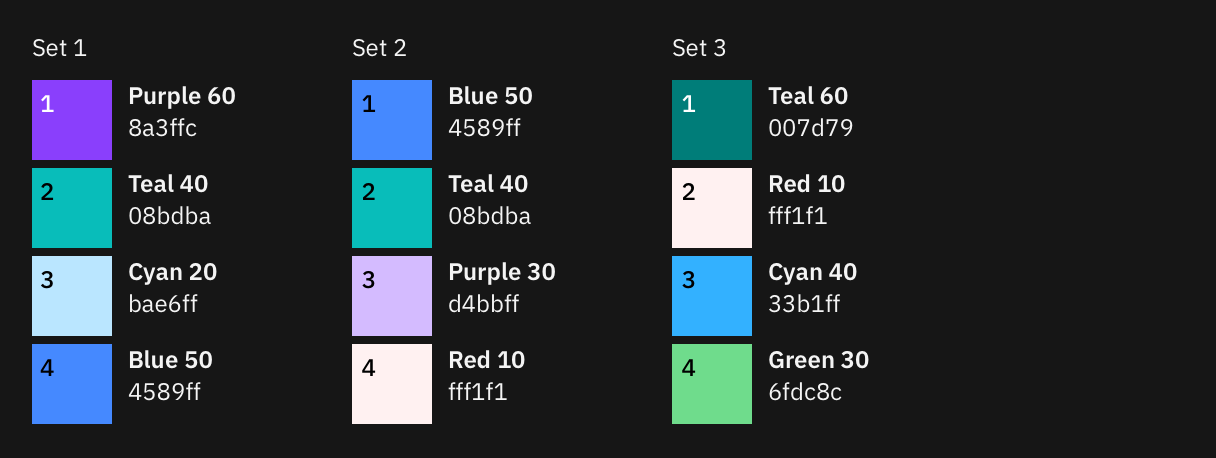 Set 1
1
Purple 60
8a3ffc
2
Teal 40
08bdba
3
Cyan 20
bae6ff
4
Blue 50
4589ff
Set 2
1
Blue 50
4589ff
2
Teal 40
08bdba
3
Purple 30
d4bbff
4
Red 10
fff1f1
Set 3
1
Teal 60
007d79
2
Red 10
fff1f1
3
Cyan 40
33b1ff
4
Green 30
6fdc8c